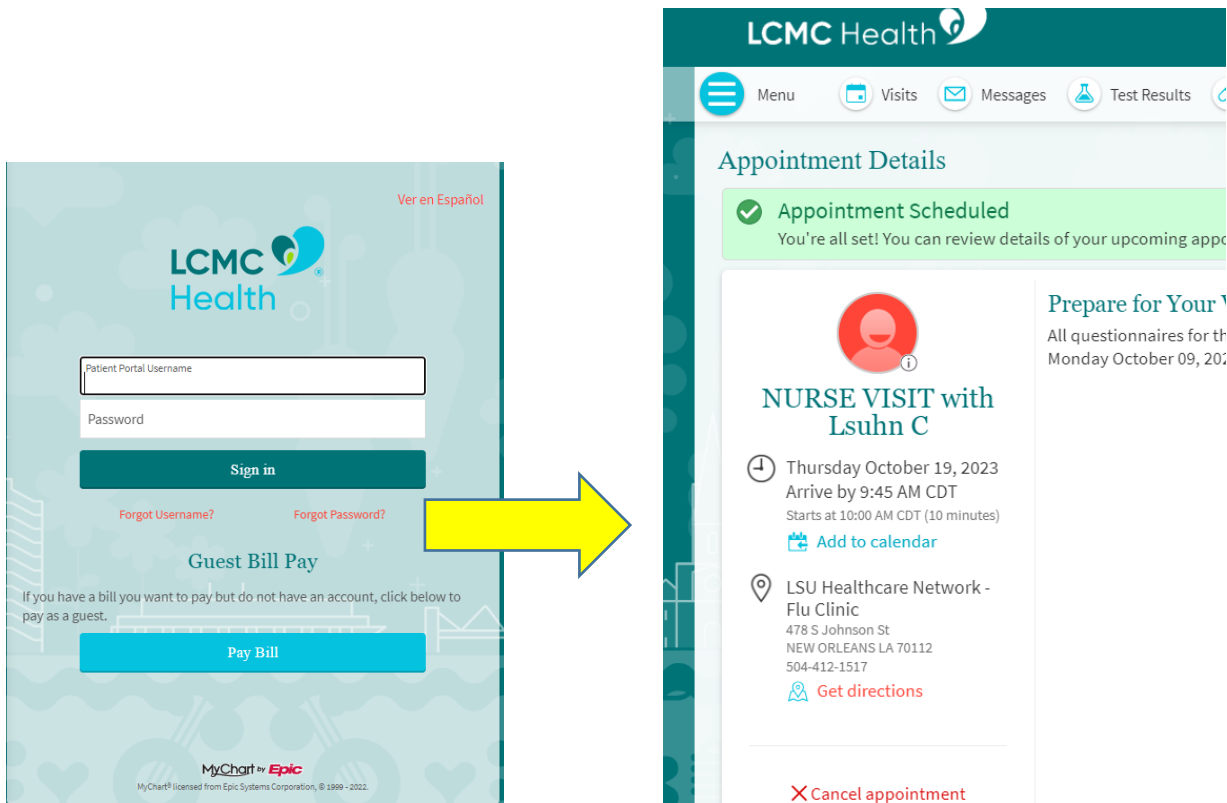 Ver en Español
LCMC
Health
Patient Portal Username
Password
Sign in
Forgot Username? Forgot Password?
Guest Bill Pay
If you have a bill you want to pay but do not have an account, click below to
pay as a guest.
Pay Bill
MyChart by Epic
MyChart® licensed from Epic Systems Corporation, © 1999 - 2022.
LCMC Health
Menu Visits Messages Test Results
Appointment Details
Appointment Scheduled
You're all set! You can review details of your upcoming appo
NURSE VISIT with
Lsuhn C
Thursday October 19, 2023
Arrive by 9:45 AM CDT
Starts at 10:00 AM CDT (10 minutes)
Add to calendar
LSU Healthcare Network -
Flu Clinic
478 S Johnson St
NEW ORLEANS LA 70112
504-412-1517
Get directions
Cancel appointment
Prepare for Your V
All questionnaires for th
Monday October 09, 202